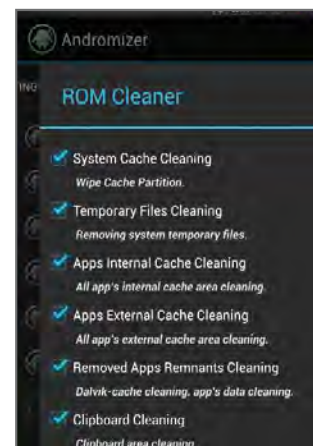 Andromizer
ING
ROM Cleaner
System Cache Cleaning
Wipe Cache Partition.
Temporary Files Cleaning
Removing system temporary files.
Apps Internal Cache Cleaning
All app's internal cache area cleaning.
Apps External Cache Cleaning
All app's external cache area cleaning.
Removed Apps Remnants Cleaning
Dalvik-cache cleaning, app's data cleaning.
Clipboard Cleaning
Clipboard area cleaning